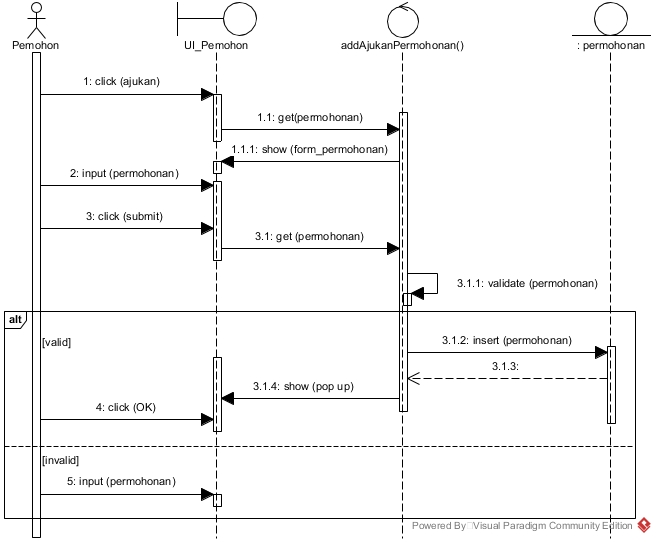 Pemohon
UI_Pemohon
addAjukanPermohonan()
: permohonan
1: click (ajukan)
1.1: get(permohonan)
1.1.1: show (form_permohonan)
2: input (permohonan)
3: click (submit)
3.1: get (permohonan)
3.1.1: validate (permohonan)
alt
[valid]
3.1.2: insert (permohonan)
3.1.3:
3.1.4: show (pop up)
4: click (OK)
[invalid]
5: input (permohonan)
Powered By Visual Paradigm Community Edition